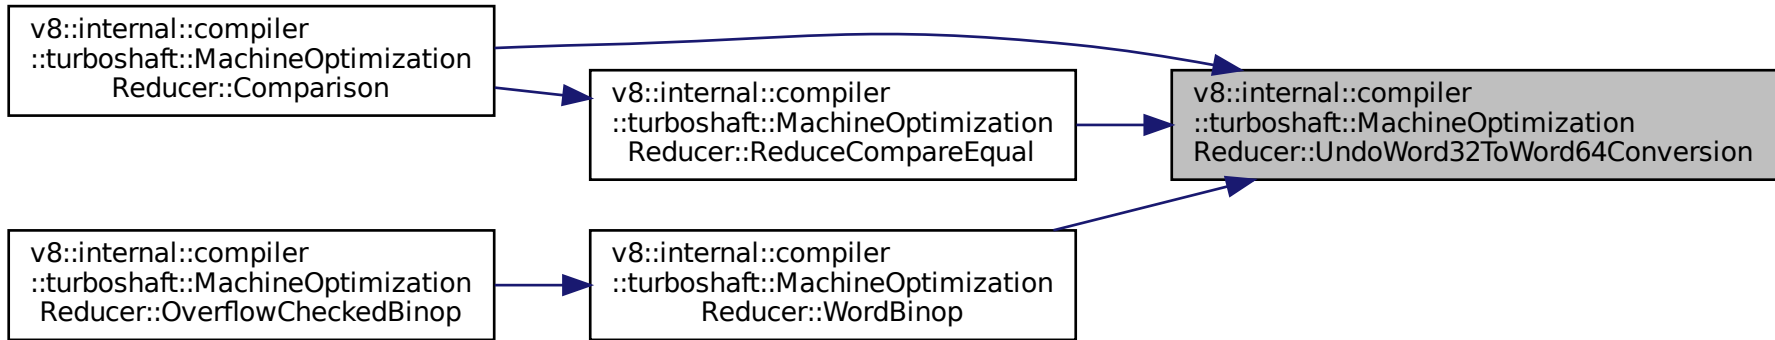 v8::internal::compiler
::turboshaft::MachineOptimization
Reducer::Comparison
v8::internal::compiler
::turboshaft::MachineOptimization
Reducer::ReduceCompareEqual
v8::internal::compiler
::turboshaft::MachineOptimization
Reducer::UndoWord32ToWord64Conversion
v8::internal::compiler
::turboshaft::MachineOptimization
Reducer::OverflowCheckedBinop
v8::internal::compiler
::turboshaft::MachineOptimization
Reducer::WordBinop